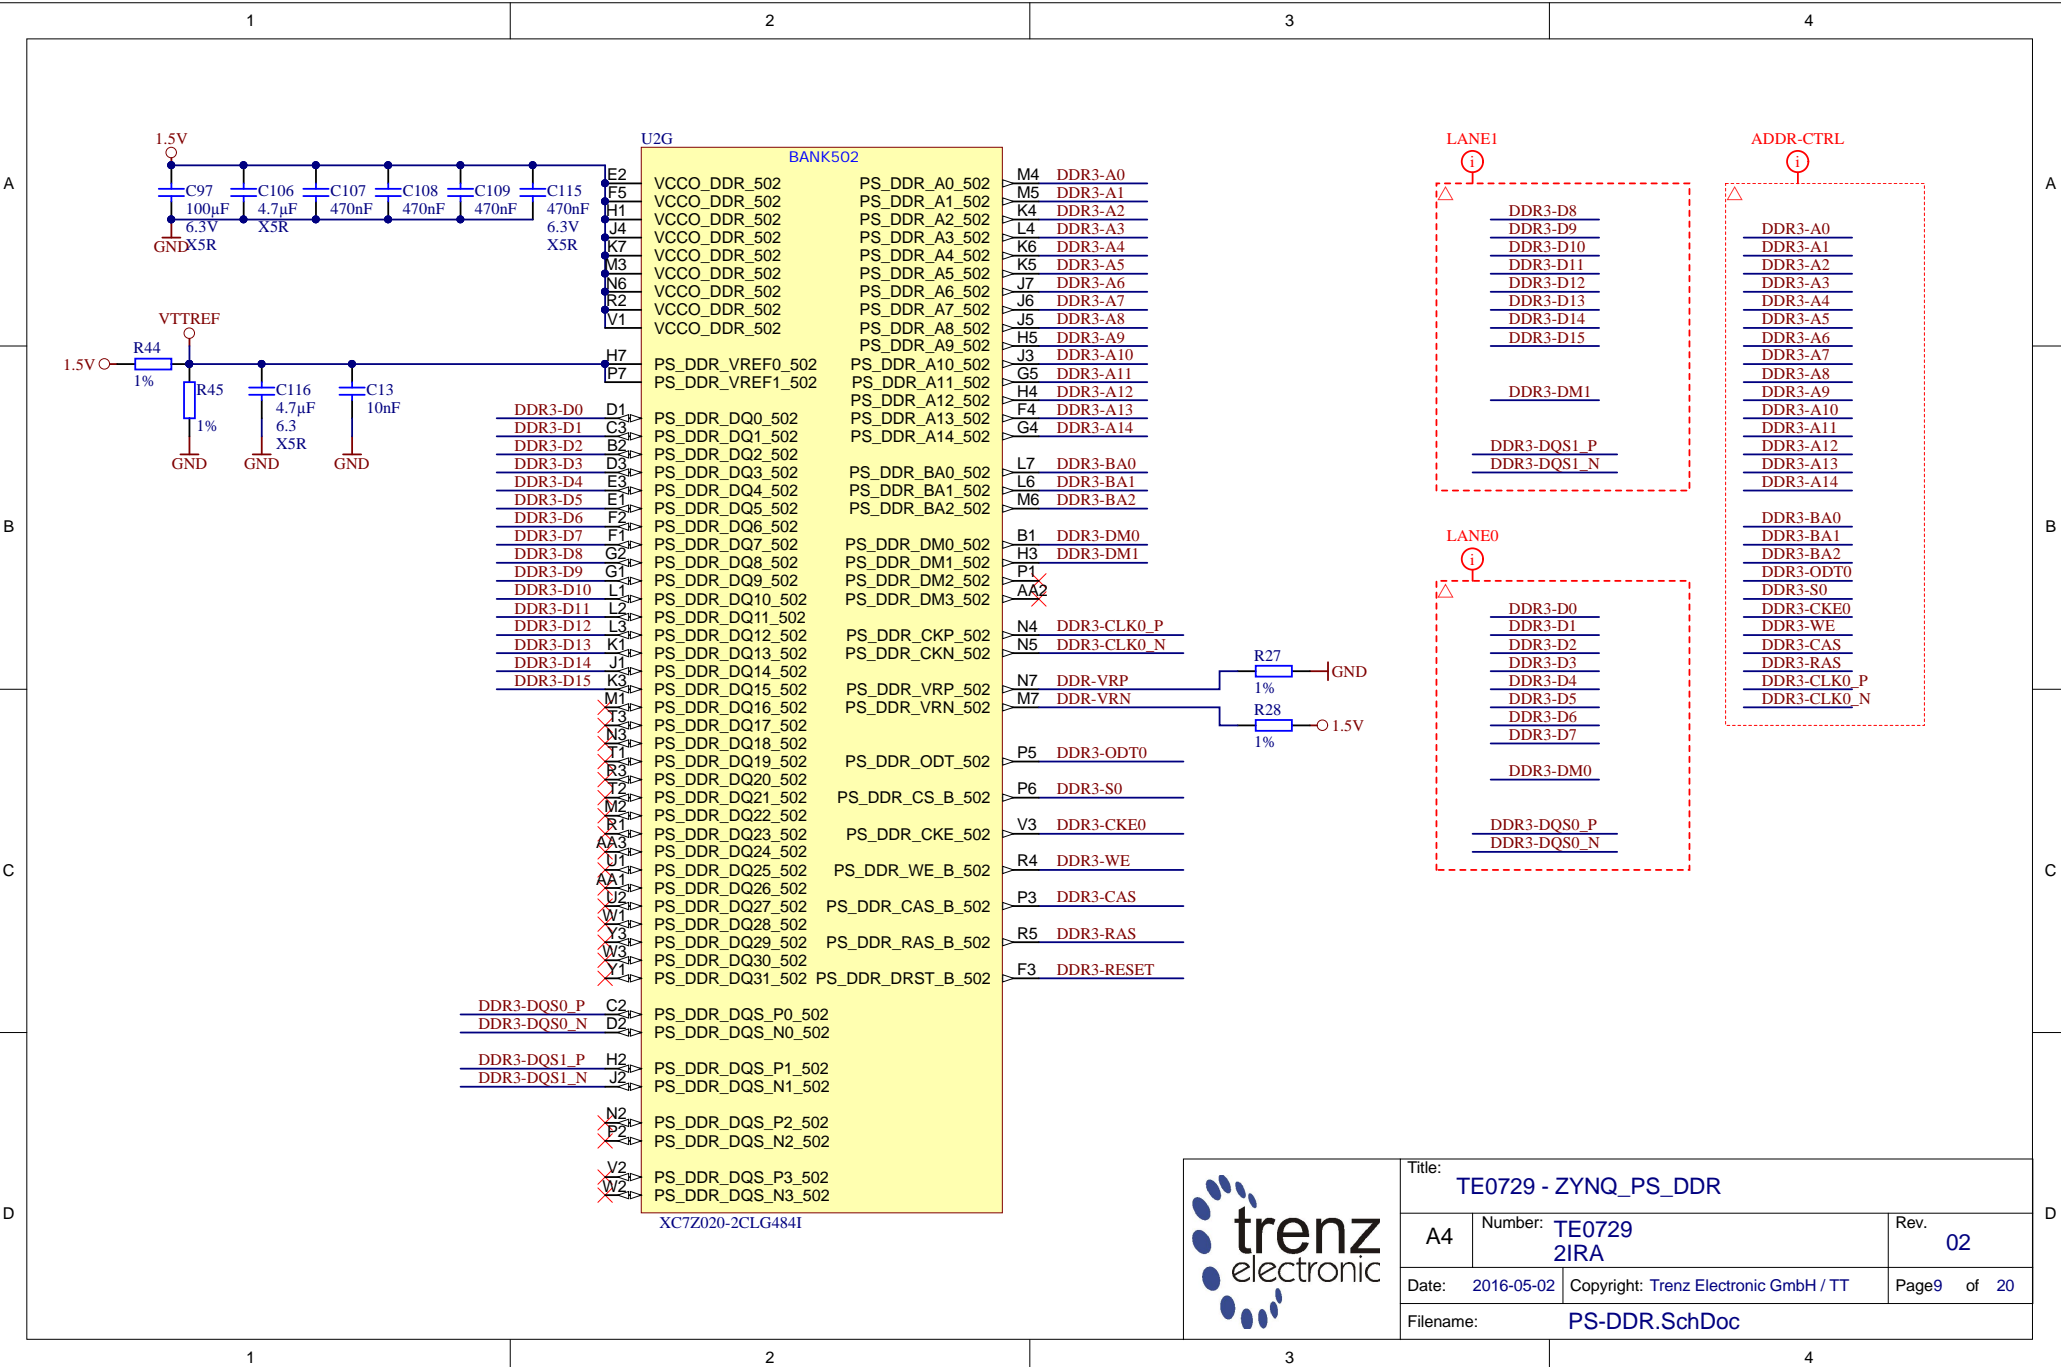 1 2 3 4
A A
B B
C C
D D
1.5V
C97
100µF
6.3V
X5R
GND
C106
4.7µF
X5R
C107
470nF
C108
470nF
C109
470nF
C115
470nF
6.3V
X5R
VTTREF
1.5V
R44
1%
R45
1%
GND
C116
4.7µF
6.3
X5R
GND
C13
10nF
GND
U2G
BANK502
E2 VCCO_DDR_502
F5 VCCO_DDR_502
H1 VCCO_DDR_502
J4 VCCO_DDR_502
K7 VCCO_DDR_502
M3 VCCO_DDR_502
N6 VCCO_DDR_502
R2 VCCO_DDR_502
V1 VCCO_DDR_502
H7 PS_DDR_VREF0_502
P7 PS_DDR_VREF1_502
DDR3-D0 D1 PS_DDR_DQ0_502
DDR3-D1 C3 PS_DDR_DQ1_502
DDR3-D2 B2 PS_DDR_DQ2_502
DDR3-D3 D3 PS_DDR_DQ3_502
DDR3-D4 E3 PS_DDR_DQ4_502
DDR3-D5 E1 PS_DDR_DQ5_502
DDR3-D6 F2 PS_DDR_DQ6_502
DDR3-D7 F1 PS_DDR_DQ7_502
DDR3-D8 G2 PS_DDR_DQ8_502
DDR3-D9 G1 PS_DDR_DQ9_502
DDR3-D10 L1 PS_DDR_DQ10_502
DDR3-D11 L2 PS_DDR_DQ11_502
DDR3-D12 L3 PS_DDR_DQ12_502
DDR3-D13 K1 PS_DDR_DQ13_502
DDR3-D14 J1 PS_DDR_DQ14_502
DDR3-D15 K3 PS_DDR_DQ15_502
M1 PS_DDR_DQ16_502
T3 PS_DDR_DQ17_502
N3 PS_DDR_DQ18_502
T1 PS_DDR_DQ19_502
R3 PS_DDR_DQ20_502
T2 PS_DDR_DQ21_502
M2 PS_DDR_DQ22_502
R1 PS_DDR_DQ23_502
AA3 PS_DDR_DQ24_502
U1 PS_DDR_DQ25_502
AA1 PS_DDR_DQ26_502
U2 PS_DDR_DQ27_502
W1 PS_DDR_DQ28_502
Y3 PS_DDR_DQ29_502
W3 PS_DDR_DQ30_502
Y1 PS_DDR_DQ31_502
DDR3-DQS0_P C2 PS_DDR_DQS_P0_502
DDR3-DQS0_N D2 PS_DDR_DQS_N0_502
DDR3-DQS1_P H2 PS_DDR_DQS_P1_502
DDR3-DQS1_N J2 PS_DDR_DQS_N1_502
N2 PS_DDR_DQS_P2_502
P2 PS_DDR_DQS_N2_502
V2 PS_DDR_DQS_P3_502
W2 PS_DDR_DQS_N3_502
XC7Z020-2CLG484I
PS_DDR_A0_502 M4 DDR3-A0
PS_DDR_A1_502 M5 DDR3-A1
PS_DDR_A2_502 K4 DDR3-A2
PS_DDR_A3_502 L4 DDR3-A3
PS_DDR_A4_502 K6 DDR3-A4
PS_DDR_A5_502 K5 DDR3-A5
PS_DDR_A6_502 J7 DDR3-A6
PS_DDR_A7_502 J6 DDR3-A7
PS_DDR_A8_502 J5 DDR3-A8
PS_DDR_A9_502 H5 DDR3-A9
PS_DDR_A10_502 J3 DDR3-A10
PS_DDR_A11_502 G5 DDR3-A11
PS_DDR_A12_502 H4 DDR3-A12
PS_DDR_A13_502 F4 DDR3-A13
PS_DDR_A14_502 G4 DDR3-A14
PS_DDR_BA0_502 L7 DDR3-BA0
PS_DDR_BA1_502 L6 DDR3-BA1
PS_DDR_BA2_502 M6 DDR3-BA2
PS_DDR_DM0_502 B1 DDR3-DM0
PS_DDR_DM1_502 H3 DDR3-DM1
PS_DDR_DM2_502 P1
PS_DDR_DM3_502 AA2
PS_DDR_CKP_502 N4 DDR3-CLK0_P
PS_DDR_CKN_502 N5 DDR3-CLK0_N
PS_DDR_VRP_502 N7 DDR-VRP
PS_DDR_VRN_502 M7 DDR-VRN
PS_DDR_ODT_502 P5 DDR3-ODT0
PS_DDR_CS_B_502 P6 DDR3-S0
PS_DDR_CKE_502 V3 DDR3-CKE0
PS_DDR_WE_B_502 R4 DDR3-WE
PS_DDR_CAS_B_502 P3 DDR3-CAS
PS_DDR_RAS_B_502 R5 DDR3-RAS
PS_DDR_DRST_B_502 F3 DDR3-RESET
R27
1%
GND
R28
1%
1.5V
LANE1
i
DDR3-D8
DDR3-D9
DDR3-D10
DDR3-D11
DDR3-D12
DDR3-D13
DDR3-D14
DDR3-D15
DDR3-DM1
DDR3-DQS1_P
DDR3-DQS1_N
LANE0
i
DDR3-D0
DDR3-D1
DDR3-D2
DDR3-D3
DDR3-D4
DDR3-D5
DDR3-D6
DDR3-D7
DDR3-DM0
DDR3-DQS0_P
DDR3-DQS0_N
ADDR-CTRL
i
DDR3-A0
DDR3-A1
DDR3-A2
DDR3-A3
DDR3-A4
DDR3-A5
DDR3-A6
DDR3-A7
DDR3-A8
DDR3-A9
DDR3-A10
DDR3-A11
DDR3-A12
DDR3-A13
DDR3-A14
DDR3-BA0
DDR3-BA1
DDR3-BA2
DDR3-ODT0
DDR3-S0
DDR3-CKE0
DDR3-WE
DDR3-CAS
DDR3-RAS
DDR3-CLK0_P
DDR3-CLK0_N
trenz
electronic
Title:
TE0729 - ZYNQ_PS_DDR
A4
Number: TE0729
2IRA
Rev.
02
Date: 2016-05-02
Copyright: Trenz Electronic GmbH / TT
Page9 of 20
Filename: PS-DDR.SchDoc
1 2 3 4